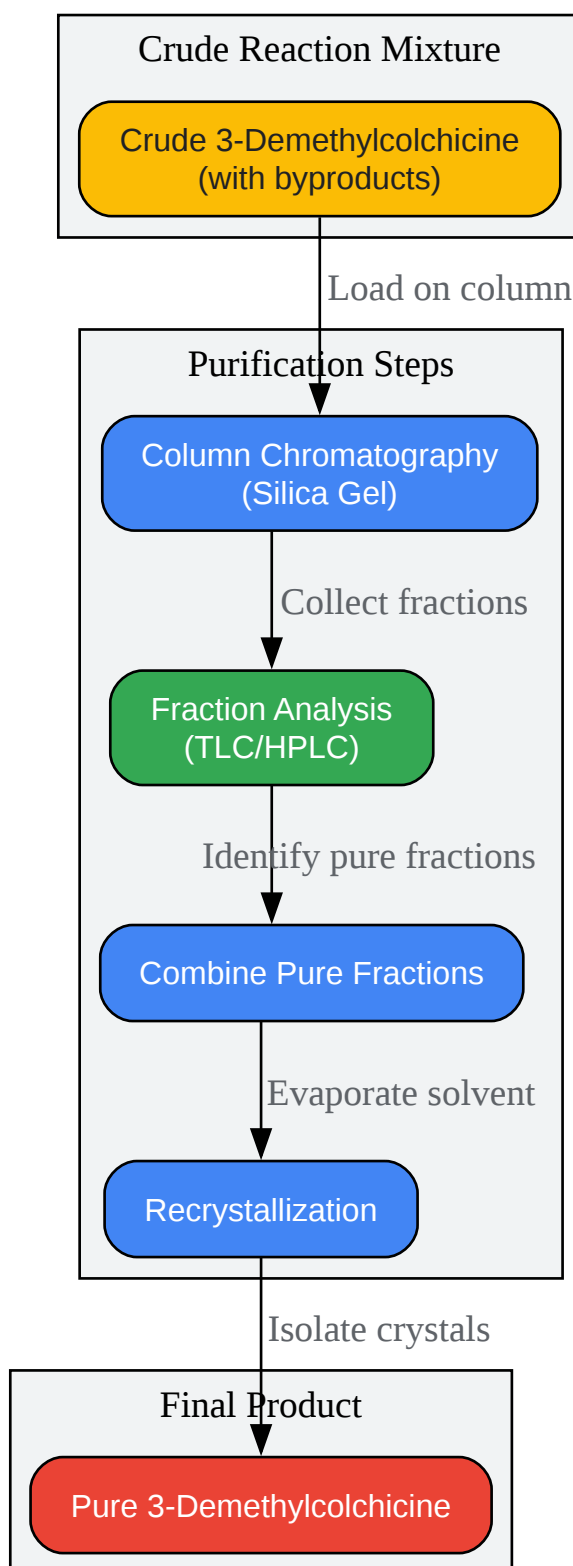 Crude Reaction Mixture
Crude 3-Demethylcolchicine
(with byproducts)
Load on column
Purification Steps
Column Chromatography
(Silica Gel)
Collect fractions
Fraction Analysis
(TLC/HPLC)
Identify pure fractions
Combine Pure Fractions
Evaporate solvent
Recrystallization
Isolate crystals
Final Product
Pure 3-Demethylcolchicine